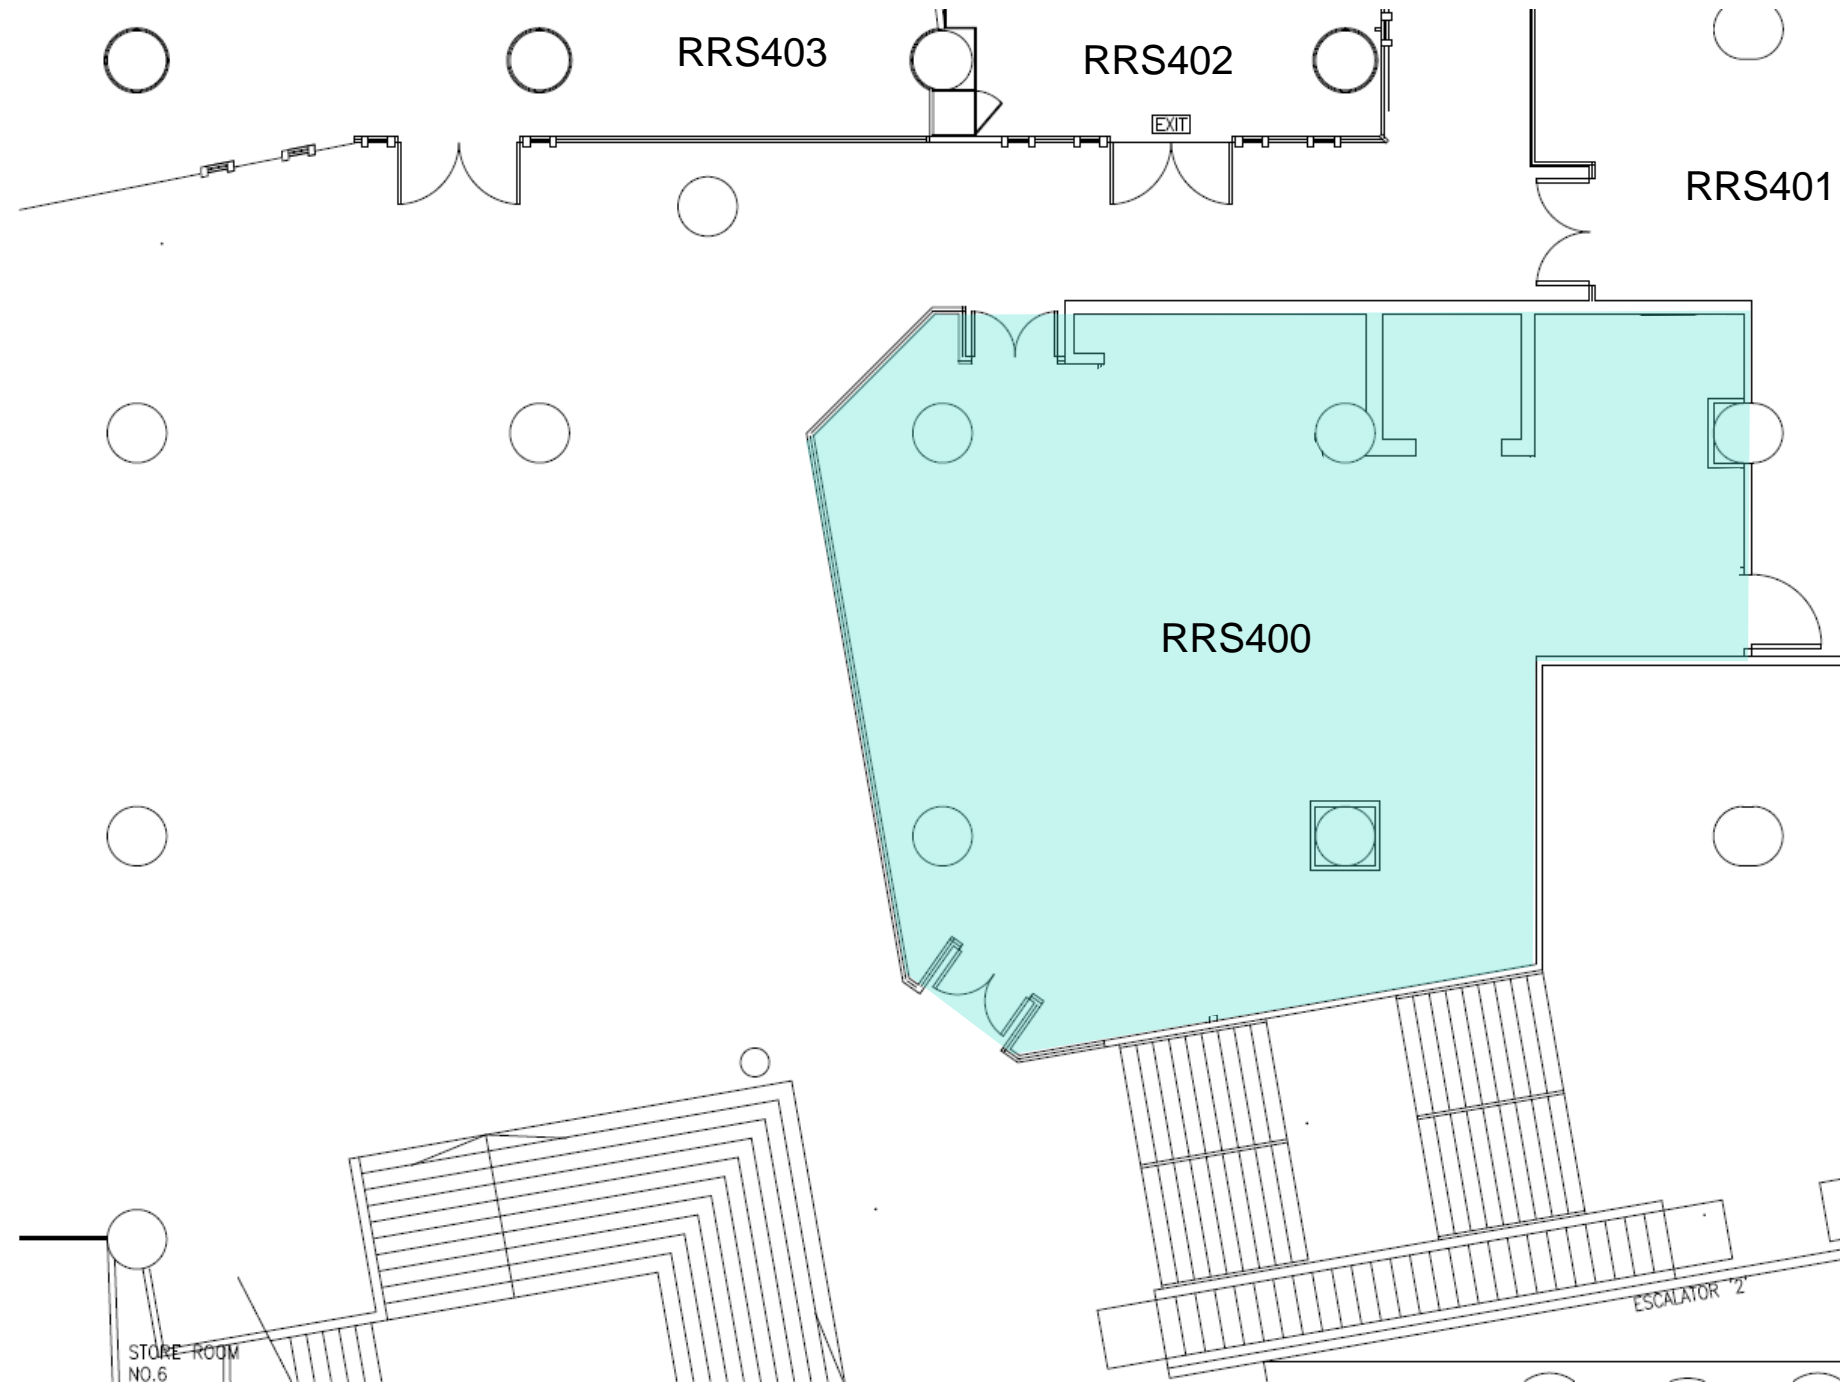 RRS403
RRS402
EXIT
RRS401
RRS400
ESCALATOR '2'
STORE ROOM
NO.6